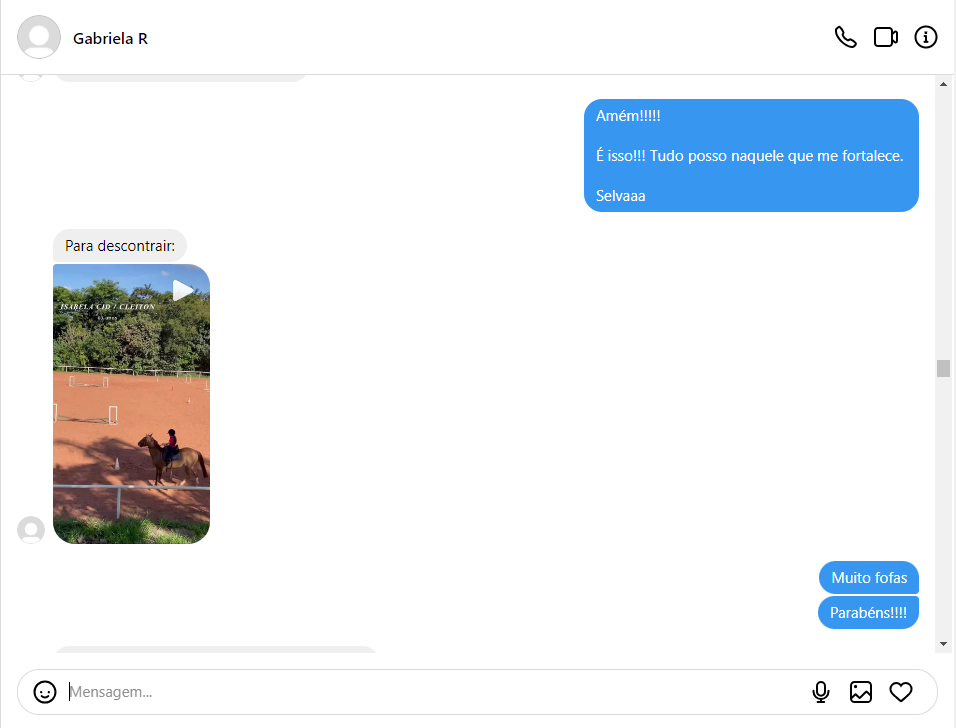 Gabriela R
Amém!!!!!
É isso!!! Tudo posso naquele que me fortalece.
Selvaaa
Para descontrair:
ISABELA CID / CLEITON
Muito fofas
Parabéns!!!!
Mensagem...